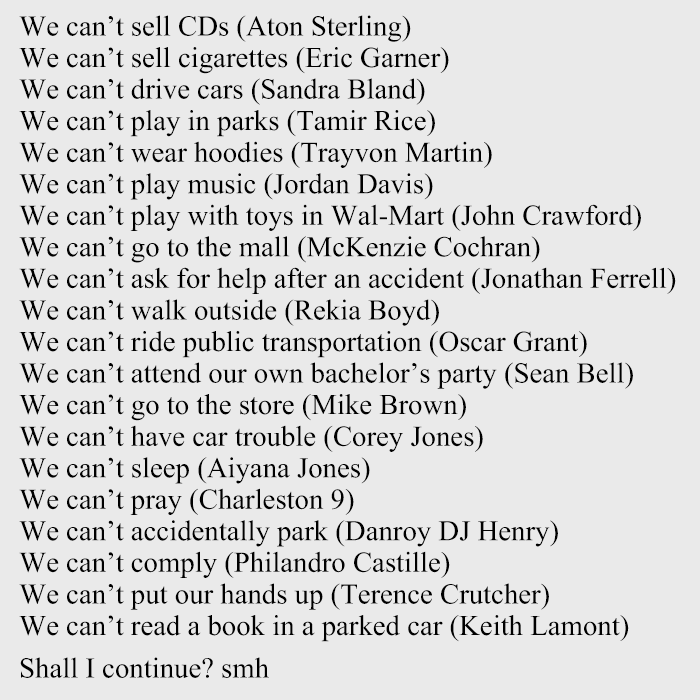 We can’t sell CDs (Aton Sterling)
We can’t sell cigarettes (Eric Garner)
We can’t drive cars (Sandra Bland)
We can’t play in parks (Tamir Rice)
We can’t wear hoodies (Trayvon Martin)
We can’t play music (Jordan Davis)
We can’t play with toys in Wal-Mart (John Crawford)
We can’t go to the mall (McKenzie Cochran)
We can’t ask for help after an accident (Jonathan Ferrell)
We can’t walk outside (Rekia Boyd)
We can’t ride public transportation (Oscar Grant)
We can’t attend our own bachelor’s party (Sean Bell)
We can’t go to the store (Mike Brown)
We can’t have car trouble (Corey Jones)
We can’t sleep (Aiyana Jones)
We can’t pray (Charleston 9)
We can’t accidentally park (Danroy DJ Henry)
We can’t comply (Philandro Castille)
We can’t put our hands up (Terence Crutcher)
We can’t read a book in a parked car (Keith Lamont)
Shall I continue? smh